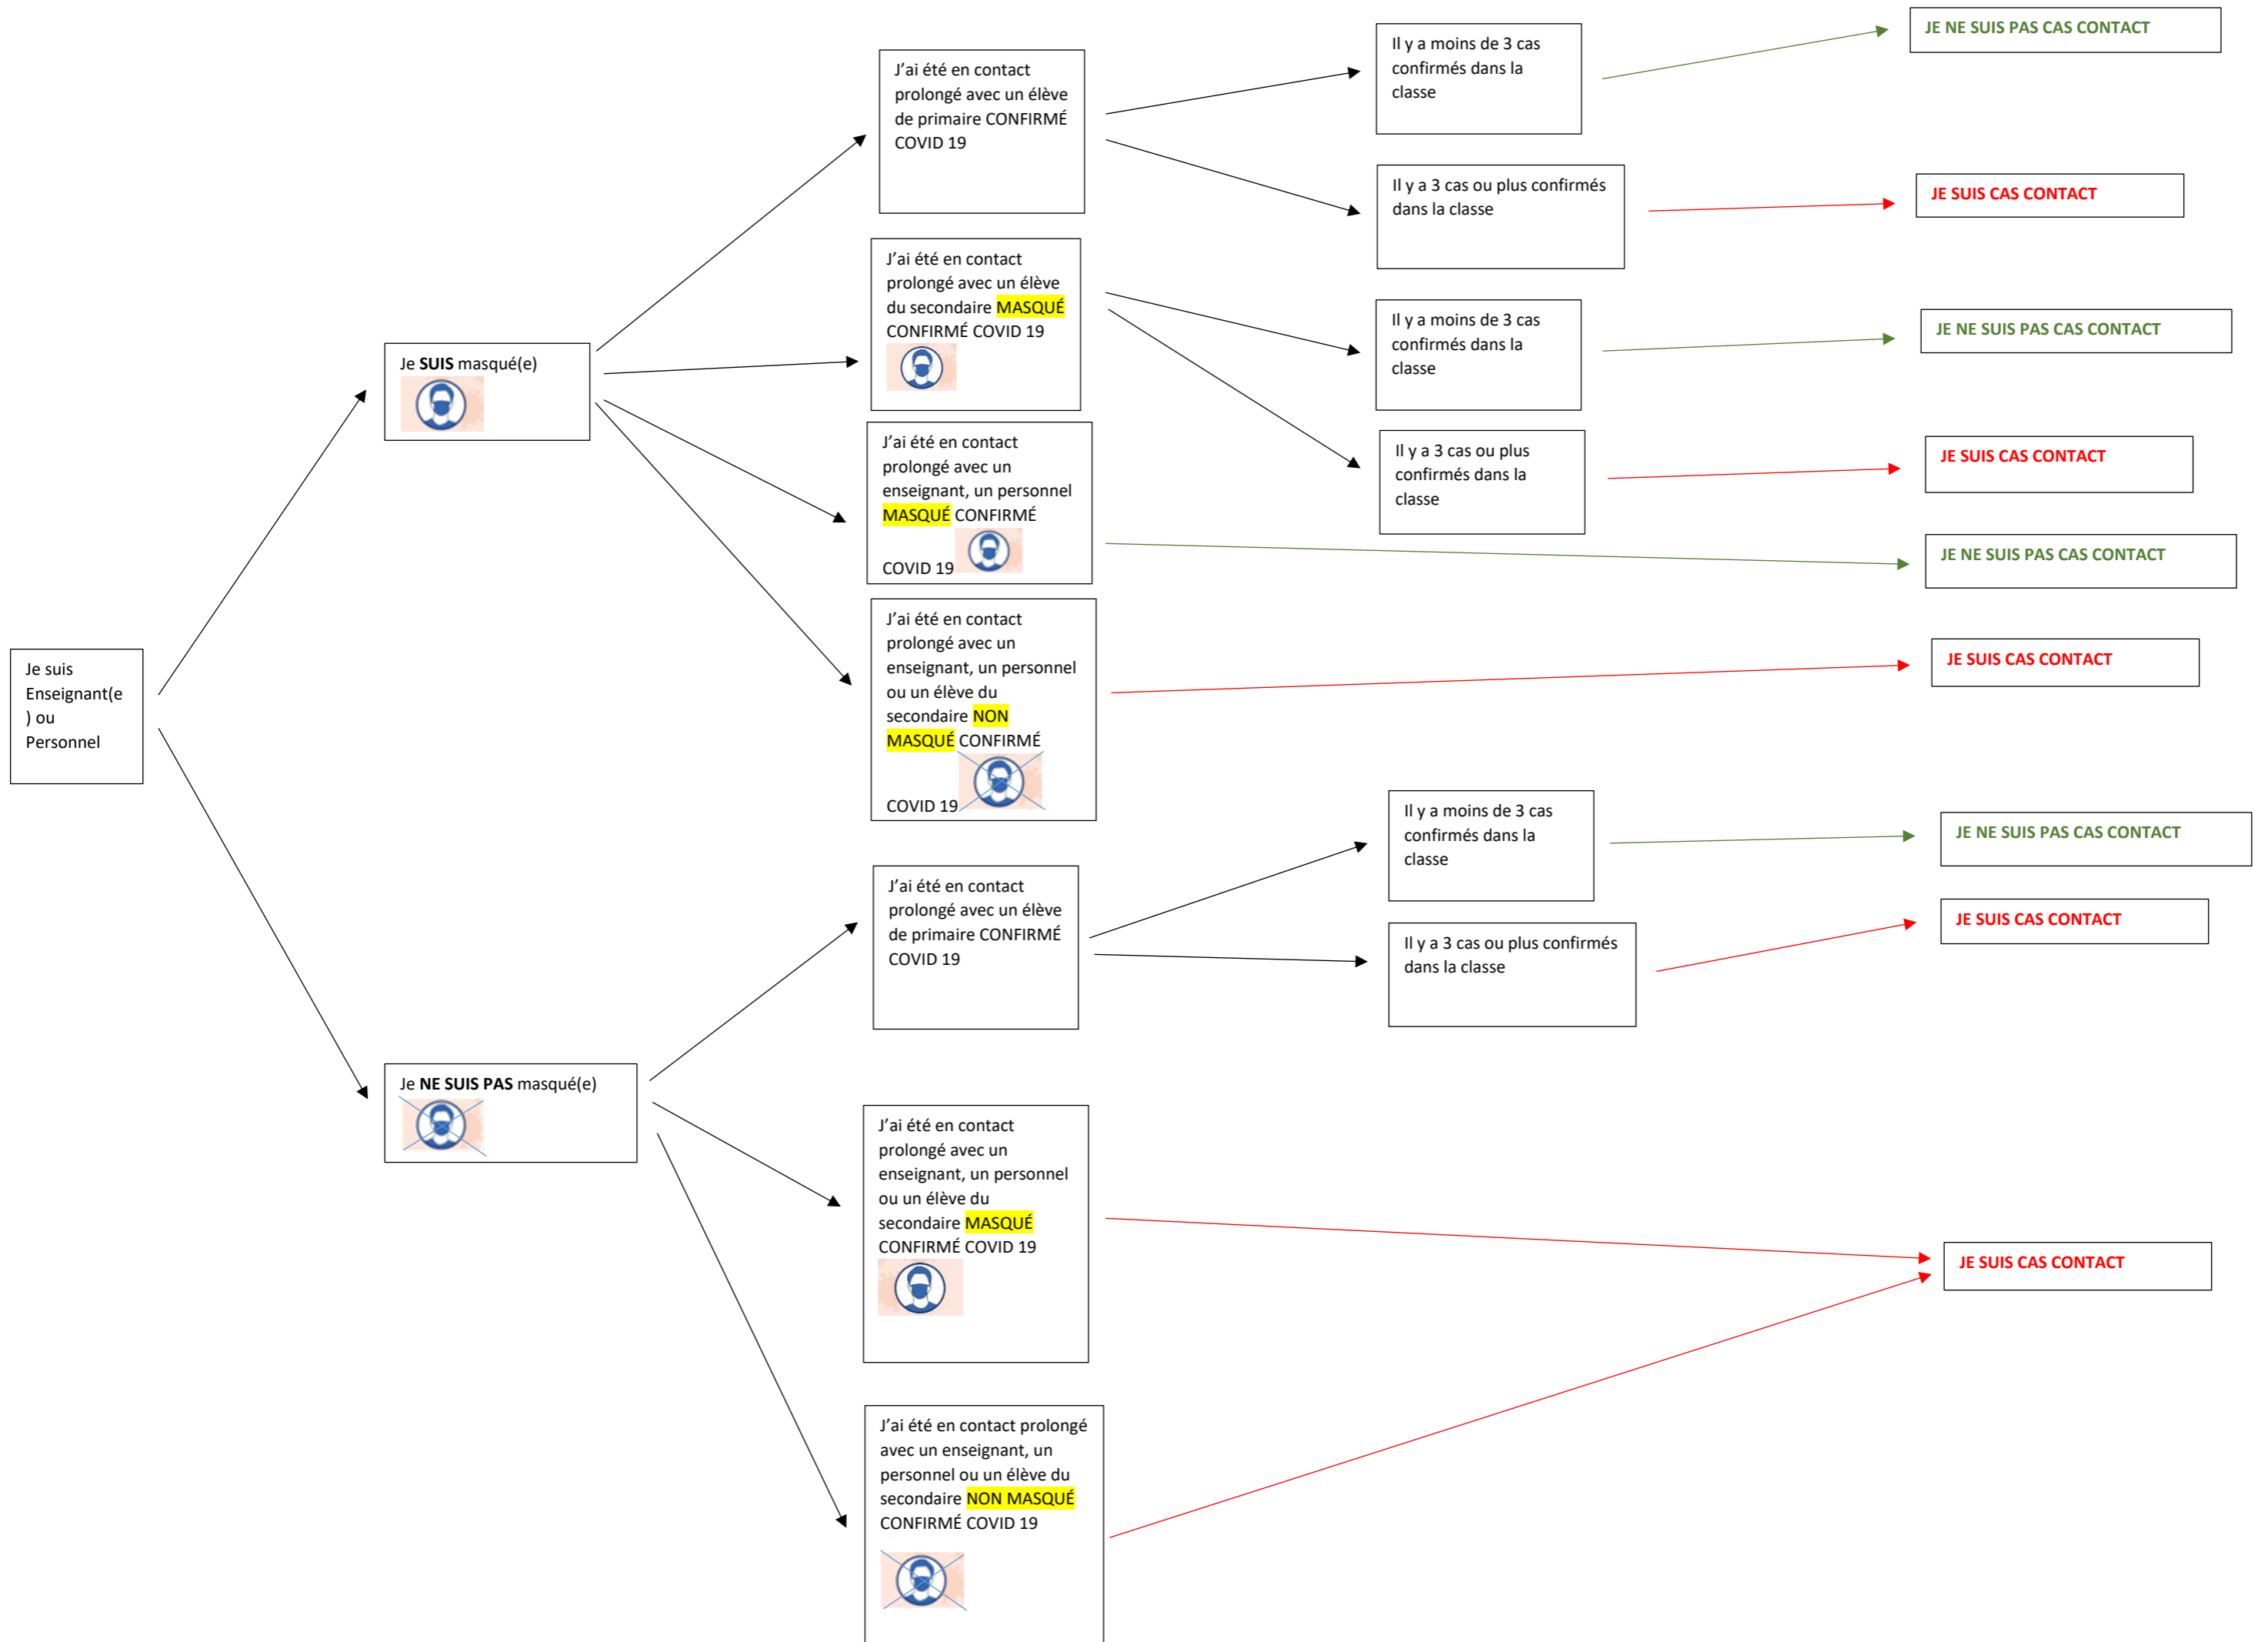 Je suis
Enseignant(e
) ou
Personnel
Je SUIS masqué(e)
J'ai été en contact
prolongé avec un élève
de primaire CONFIRMÉ
COVID 19
Il y a moins de 3 cas
confirmés dans la
classe
JE NE SUIS PAS CAS CONTACT
Il y a 3 cas ou plus confirmés
dans la classe
JE SUIS CAS CONTACT
J'ai été en contact
prolongé avec un élève
du secondaire MASQUÉ
CONFIRMÉ COVID 19
Il y a moins de 3 cas
confirmés dans la
classe
JE NE SUIS PAS CAS CONTACT
Il y a 3 cas ou plus
confirmés dans la
classe
JE SUIS CAS CONTACT
J'ai été en contact
prolongé avec un
enseignant, un personnel
MASQUÉ CONFIRMÉ
COVID 19
JE NE SUIS PAS CAS CONTACT
J'ai été en contact
prolongé avec un
enseignant, un personnel
ou un élève du
secondaire NON
MASQUÉ CONFIRMÉ
COVID 19
JE SUIS CAS CONTACT
Je NE SUIS PAS masqué(e)
J'ai été en contact
prolongé avec un élève
de primaire CONFIRMÉ
COVID 19
Il y a moins de 3 cas
confirmés dans la
classe
JE NE SUIS PAS CAS CONTACT
Il y a 3 cas ou plus confirmés
dans la classe
JE SUIS CAS CONTACT
J'ai été en contact
prolongé avec un
enseignant, un personnel
ou un élève du
secondaire MASQUÉ
CONFIRMÉ COVID 19
JE SUIS CAS CONTACT
J'ai été en contact prolongé
avec un enseignant, un
personnel ou un élève du
secondaire NON MASQUÉ
CONFIRMÉ COVID 19